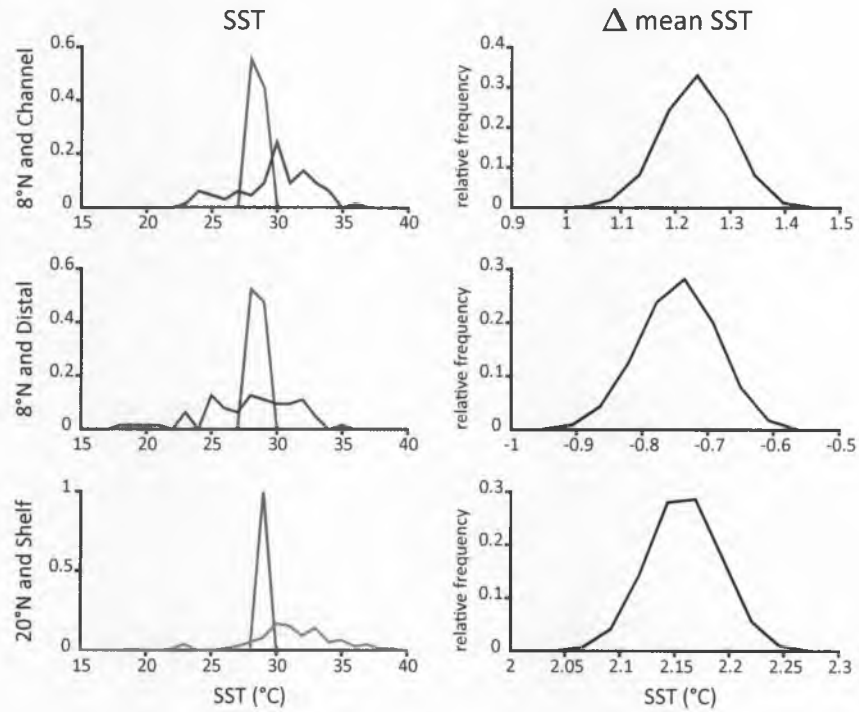 SST
Δ mean SST
8°N and Channel
0.6
0.4
0.2
0
15 20 25 30 35 40
relative frequency
0.4
0.3
0.2
0.1
0
0.9 1 1.1 1.2 1.3 1.4 1.5
8°N and Distal
0.6
0.4
0.2
0
15 20 25 30 35 40
relative frequency
0.3
0.2
0.1
0
-1 -0.9 -0.8 -0.7 -0.6 -0.5
20°N and Shelf
1
0.5
0
15 20 25 30 35 40
SST (°C)
relative frequency
0.3
0.2
0.1
0
2 2.05 2.1 2.15 2.2 2.25 2.3
SST (°C)